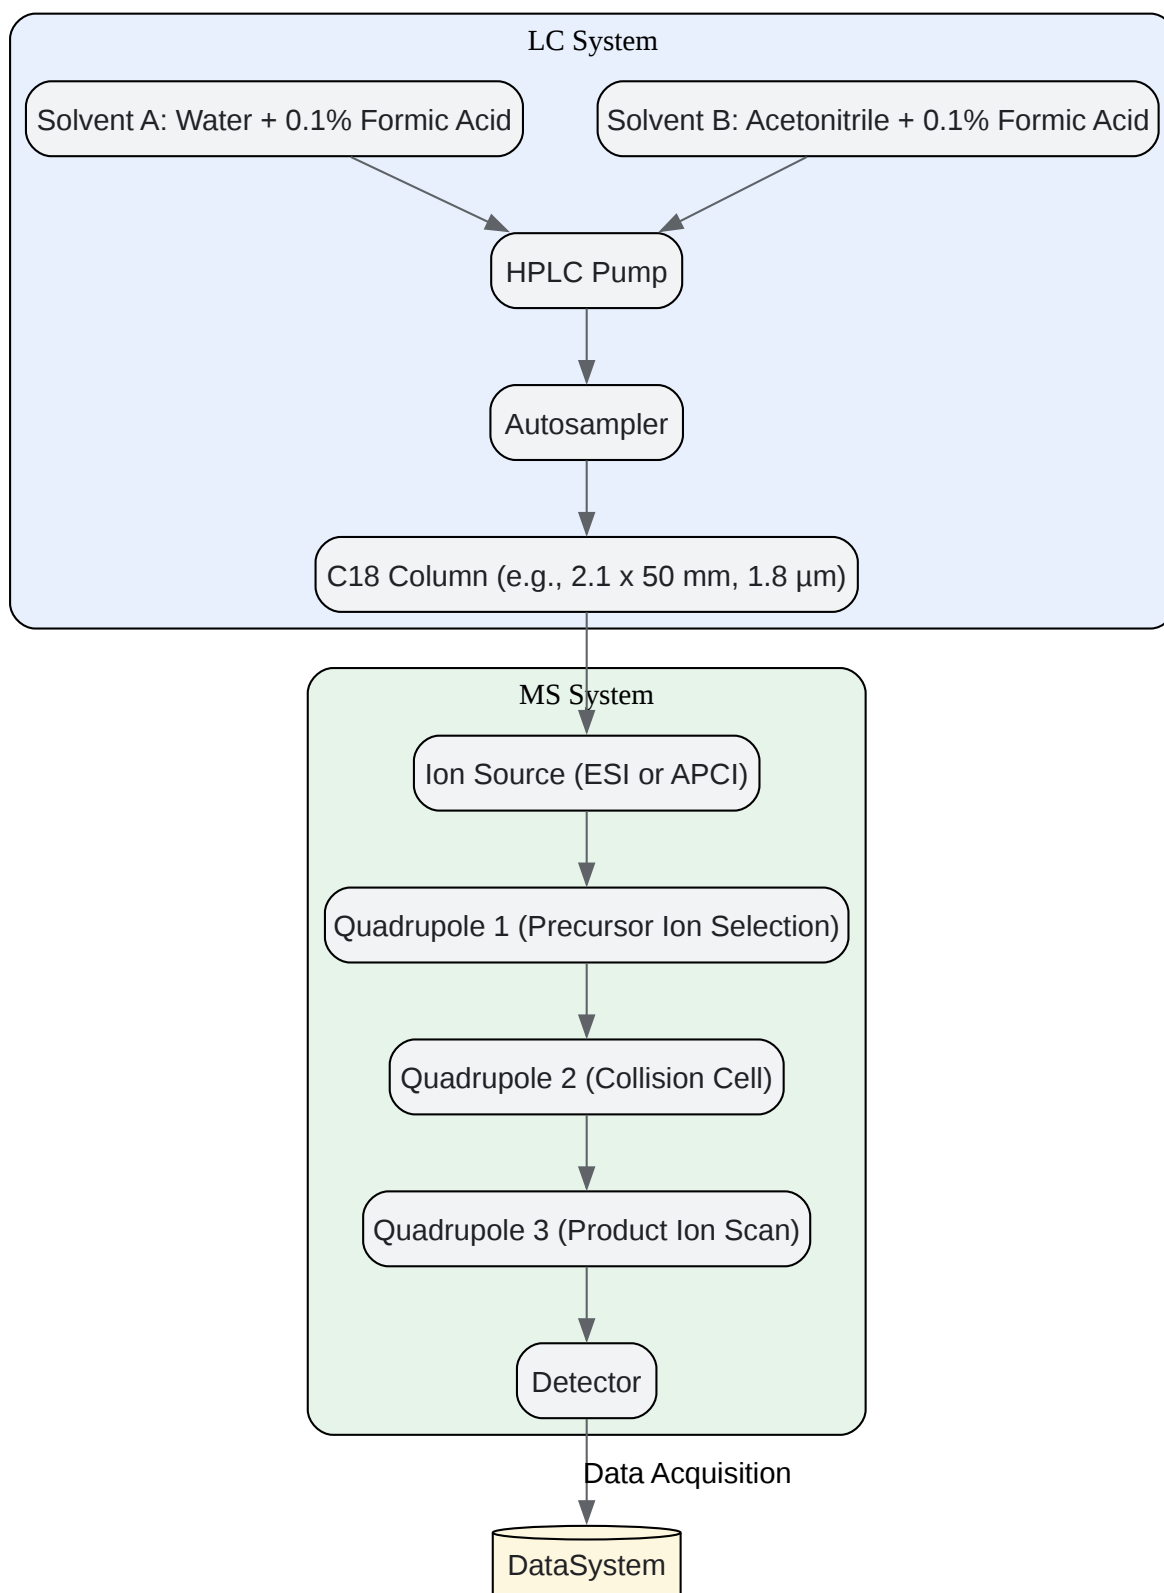 LC System
Solvent A: Water + 0.1% Formic Acid
Solvent B: Acetonitrile + 0.1% Formic Acid
HPLC Pump
Autosampler
C18 Column (e.g., 2.1 x 50 mm, 1.8 µm)
MS System
Ion Source (ESI or APCI)
Quadrupole 1 (Precursor Ion Selection)
Quadrupole 2 (Collision Cell)
Quadrupole 3 (Product Ion Scan)
Detector
Data Acquisition
DataSystem